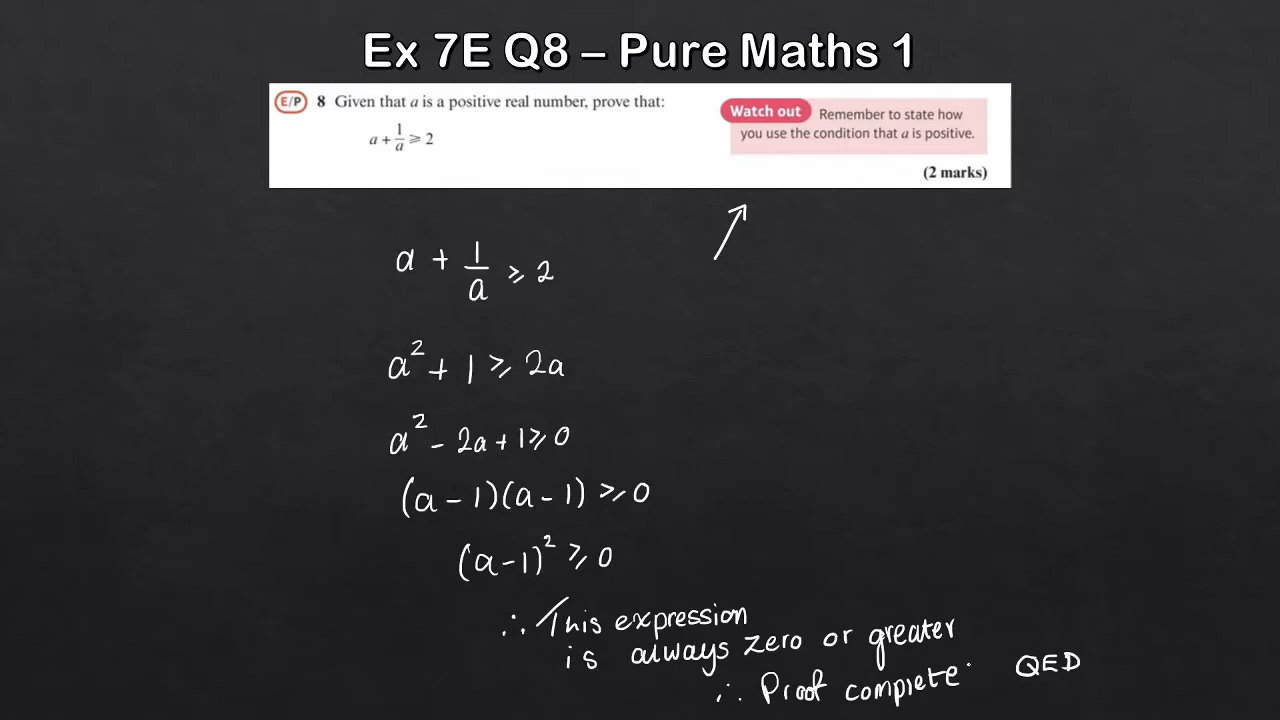 Ex 7E Q8 – Pure Maths 1
E/P 8 Given that a is a positive real number, prove that:
a + 1/a ⩾ 2
Watch out Remember to state how
you use the condition that a is positive.
(2 marks)
a + 1/a ⩾ 2
a² + 1 ⩾ 2a
a² - 2a + 1 ⩾ 0
(a - 1)(a - 1) ⩾ 0
(a - 1)² ⩾ 0
∴ This expression
is always zero or greater
∴ Proof complete. QED